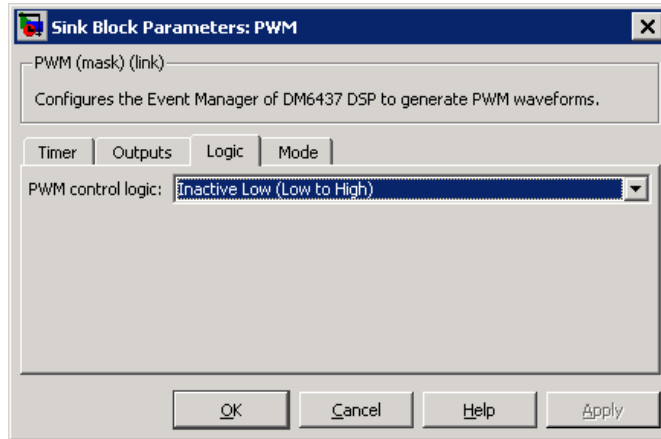 Sink Block Parameters: PWM
PWM (mask) (link)
Configures the Event Manager of DM6437 DSP to generate PWM waveforms.
Timer Outputs Logic Mode
PWM control logic: Inactive Low (Low to High)
OK Cancel Help Apply